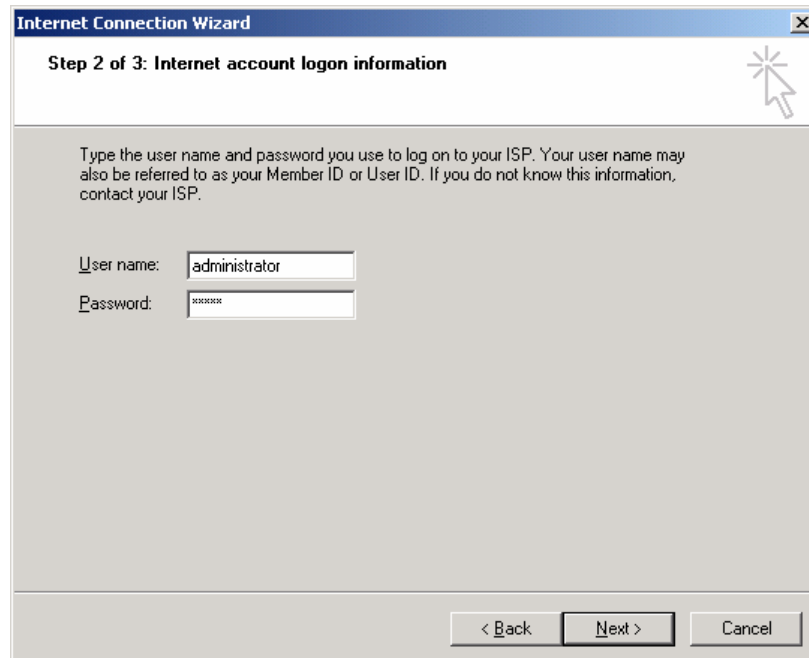 Internet Connection Wizard
Step 2 of 3: Internet account logon information
Type the user name and password you use to log on to your ISP. Your user name may
also be referred to as your Member ID or User ID. If you do not know this information,
contact your ISP.
User name: administrator
Password: *****
< Back Next > Cancel